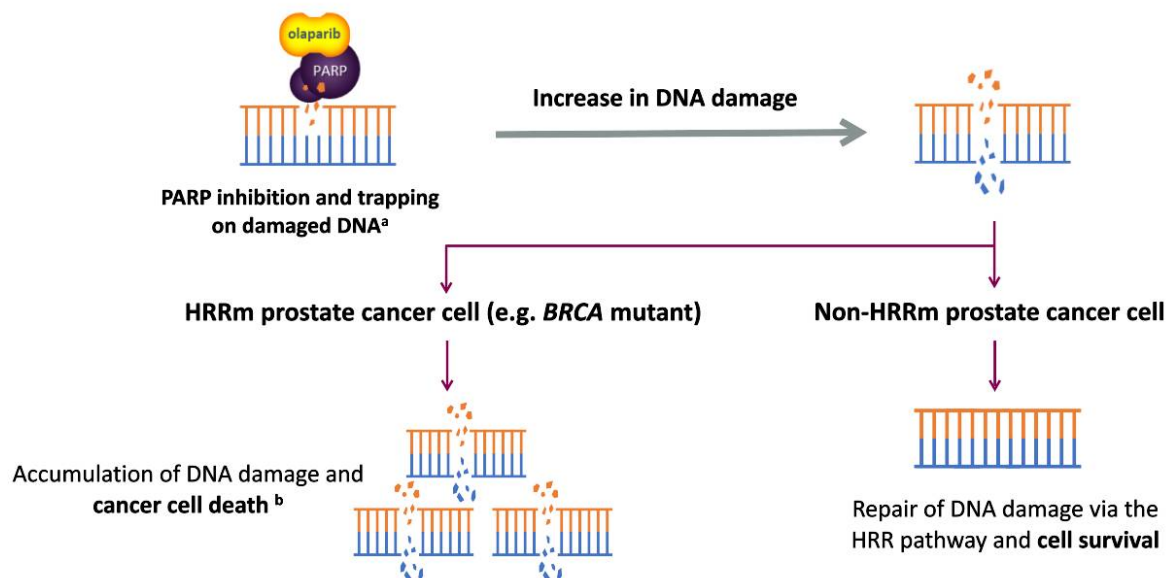 olaparib
PARP
Increase in DNA damage
PARP inhibition and trapping
on damaged DNAᵃ
HRRm prostate cancer cell (e.g. BRCA mutant)
Non-HRRm prostate cancer cell
Accumulation of DNA damage and
cancer cell death ᵇ
Repair of DNA damage via the
HRR pathway and cell survival